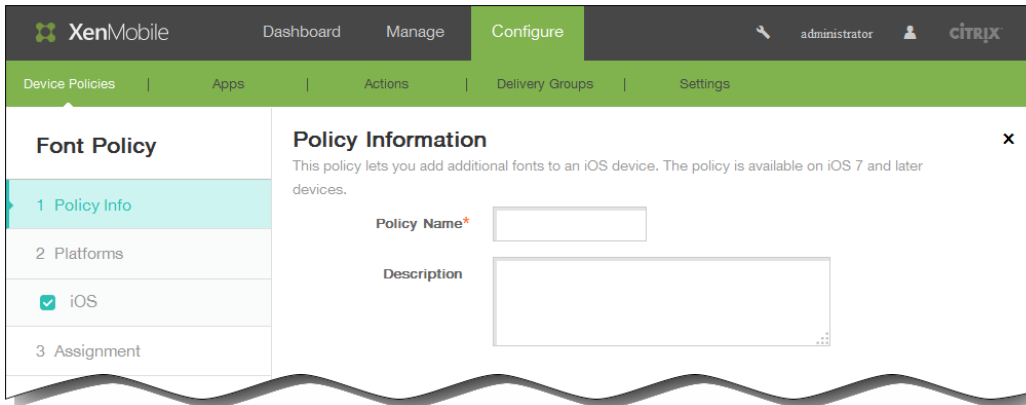 XenMobile Dashboard Manage Configure administrator CİTRIX
Device Policies | Apps | Actions | Delivery Groups | Settings
Font Policy
1 Policy Info
2 Platforms
iOS
3 Assignment
Policy Information
x
This policy lets you add additional fonts to an iOS device. The policy is available on iOS 7 and later
devices.
Policy Name*
Description